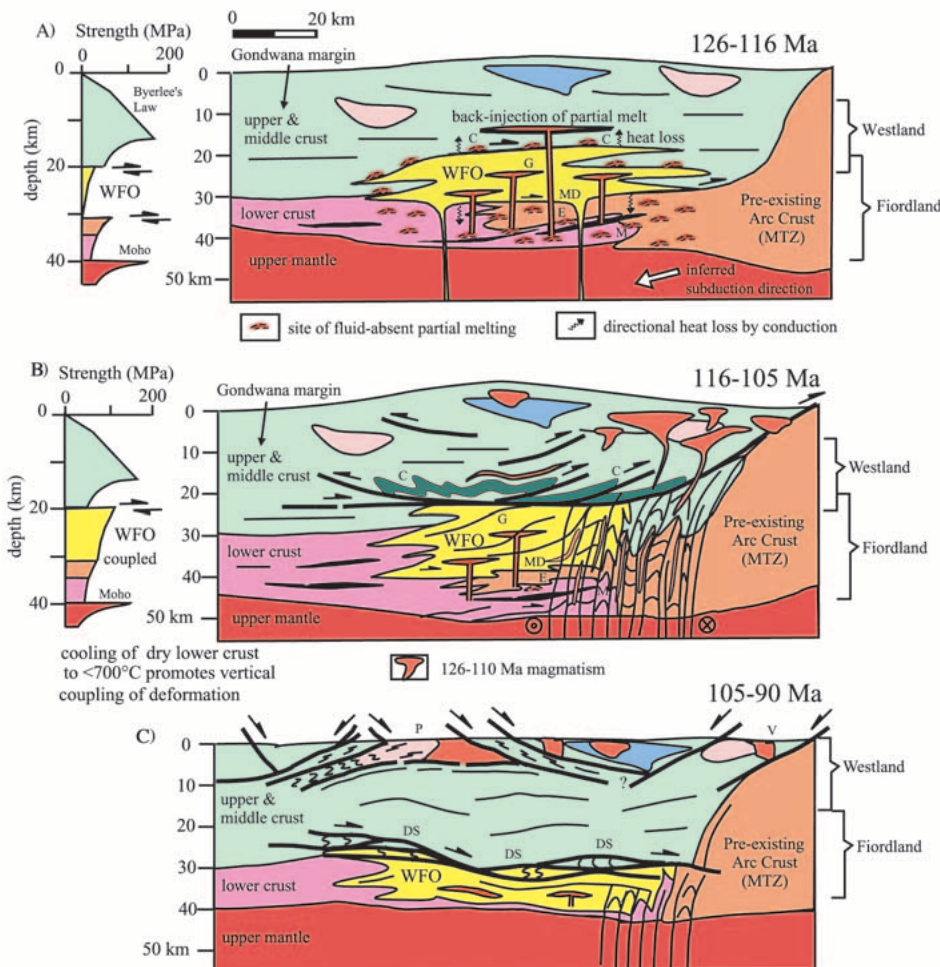 A)
Strength (MPa)
0
200
0
20 km
Gondwana margin
126-116 Ma
Byerlee's
Law
depth (km)
0
20
40
WFO
Moho
0
10
20
30
40
50 km
upper &
middle crust
back-injection of partial melt
C
C
heat loss
G
WFO
MD
E
M
lower crust
upper mantle
Pre-existing
Arc Crust
(MTZ)
inferred
subduction direction
Westland
Fiordland
site of fluid-absent partial melting
directional heat loss by conduction
B)
Strength (MPa)
0
200
Gondwana margin
116-105 Ma
depth (km)
0
20
40
WFO
coupled
Moho
0
10
20
30
40
50 km
upper &
middle crust
C
C
G
WFO
MD
E
M
lower crust
upper mantle
Pre-existing
Arc Crust
(MTZ)
Westland
Fiordland
cooling of dry lower crust
to <700°C promotes vertical
coupling of deformation
126-110 Ma magmatism
105-90 Ma
C)
P
V
0
10
20
30
40
50 km
?
upper &
middle crust
DS
DS
DS
WFO
lower crust
upper mantle
Pre-existing
Arc Crust
(MTZ)
Westland
Fiordland